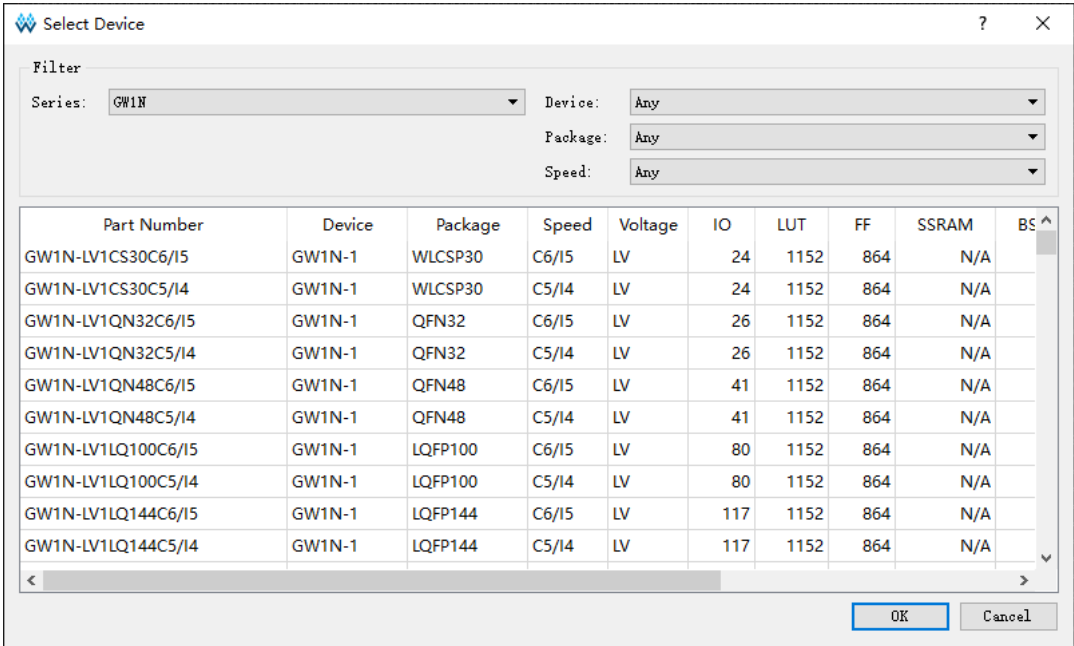 Select Device ?
Filter
Series: GW1N Device: Any
Package: Any
Speed: Any
Part Number Device Package Speed Voltage IO LUT FF SSRAM BS
GW1N-LV1CS30C6/I5 GW1N-1 WLCSP30 C6/I5 LV 24 1152 864 N/A
GW1N-LV1CS30C5/I4 GW1N-1 WLCSP30 C5/I4 LV 24 1152 864 N/A
GW1N-LV1QN32C6/I5 GW1N-1 QFN32 C6/I5 LV 26 1152 864 N/A
GW1N-LV1QN32C5/I4 GW1N-1 QFN32 C5/I4 LV 26 1152 864 N/A
GW1N-LV1QN48C6/I5 GW1N-1 QFN48 C6/I5 LV 41 1152 864 N/A
GW1N-LV1QN48C5/I4 GW1N-1 QFN48 C5/I4 LV 41 1152 864 N/A
GW1N-LV1LQ100C6/I5 GW1N-1 LQFP100 C6/I5 LV 80 1152 864 N/A
GW1N-LV1LQ100C5/I4 GW1N-1 LQFP100 C5/I4 LV 80 1152 864 N/A
GW1N-LV1LQ144C6/I5 GW1N-1 LQFP144 C6/I5 LV 117 1152 864 N/A
GW1N-LV1LQ144C5/I4 GW1N-1 LQFP144 C5/I4 LV 117 1152 864 N/A
OK Cancel